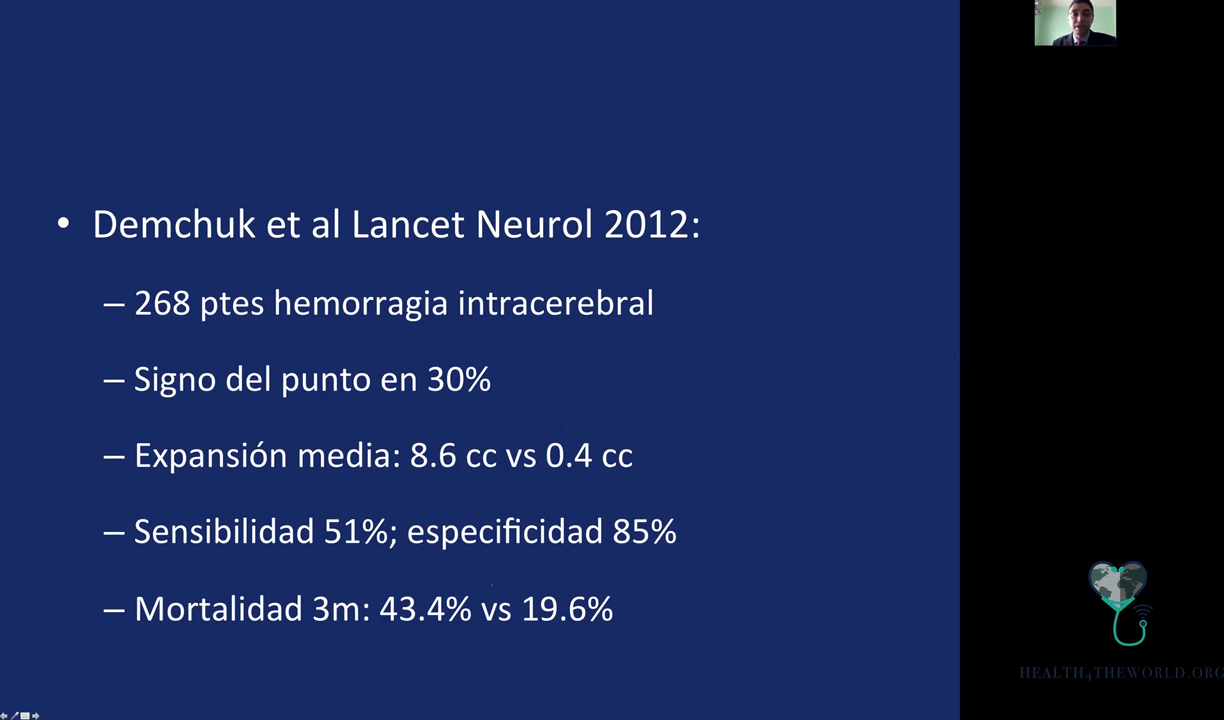 • Demchuk et al Lancet Neurol 2012:
– 268 ptes hemorragia intracerebral
– Signo del punto en 30%
– Expansión media: 8.6 cc vs 0.4 cc
– Sensibilidad 51%; especificidad 85%
– Mortalidad 3m: 43.4% vs 19.6%
HEALTH4THEWORLD.ORG